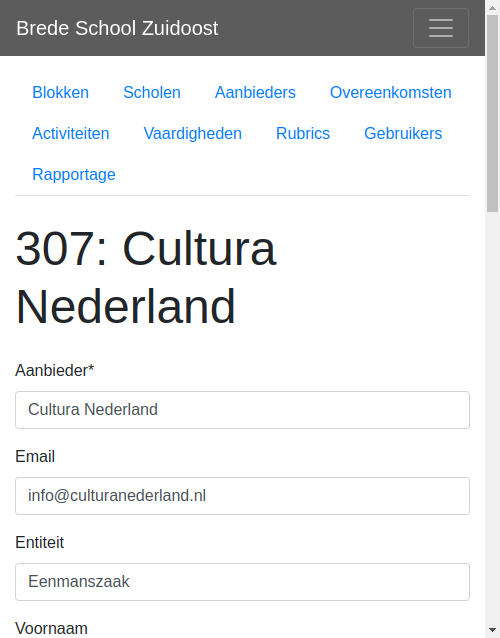 Brede School Zuidoost
Blokken Scholen Aanbieders Overeenkomsten
Activiteiten Vaardigheden Rubrics Gebruikers
Rapportage
307: Cultura
Nederland
Aanbieder*
Cultura Nederland
Email
info@culturanederland.nl
Entiteit
Eenmanszaak
Voornaam